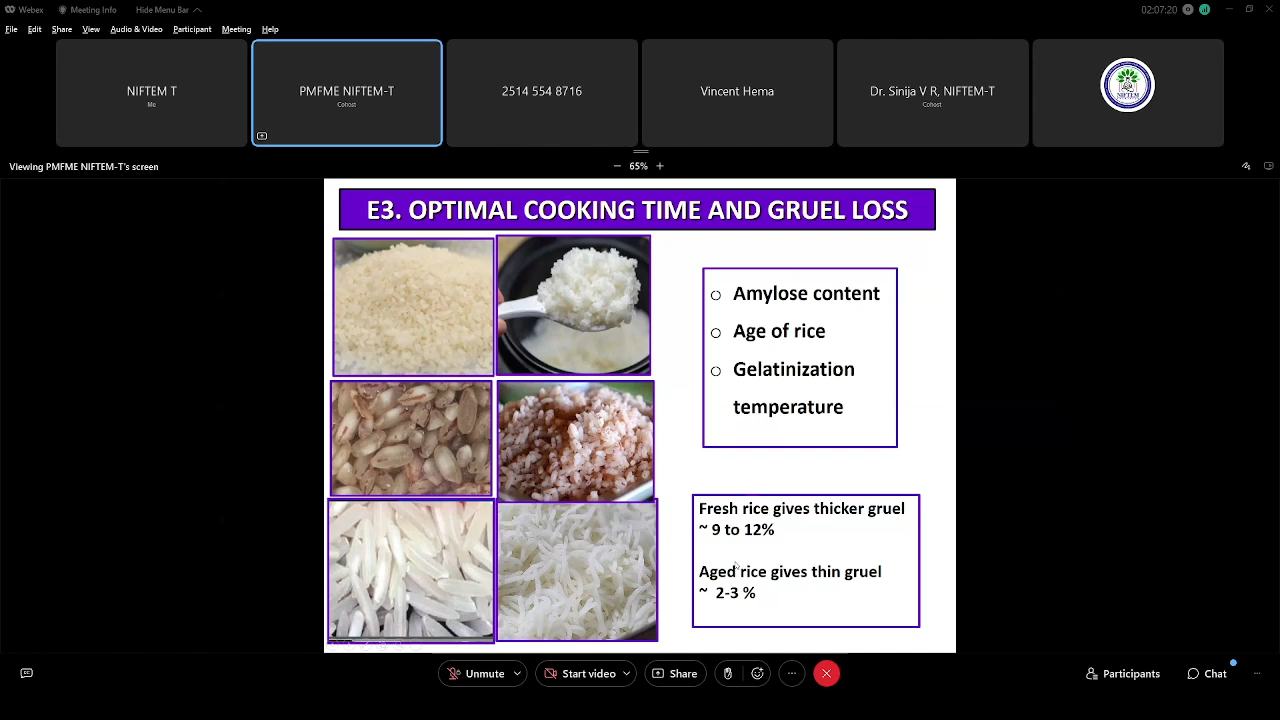 Webex
Meeting Info
Hide Menu Bar
02:07:20
File Edit Share View Audio & Video Participant Meeting Help
NIFTEM T
Me
PMFME NIFTEM-T
Cohost
2514 554 8716
Vincent Hema
Dr. Sinija V R, NIFTEM-T
Cohost
NIFTEM
Viewing PMFME NIFTEM-T's screen
65%
E3. OPTIMAL COOKING TIME AND GRUEL LOSS
Amylose content
Age of rice
Gelatinization
temperature
Fresh rice gives thicker gruel
~ 9 to 12%
Aged rice gives thin gruel
~ 2-3 %
Unmute
Start video
Share
Participants
Chat